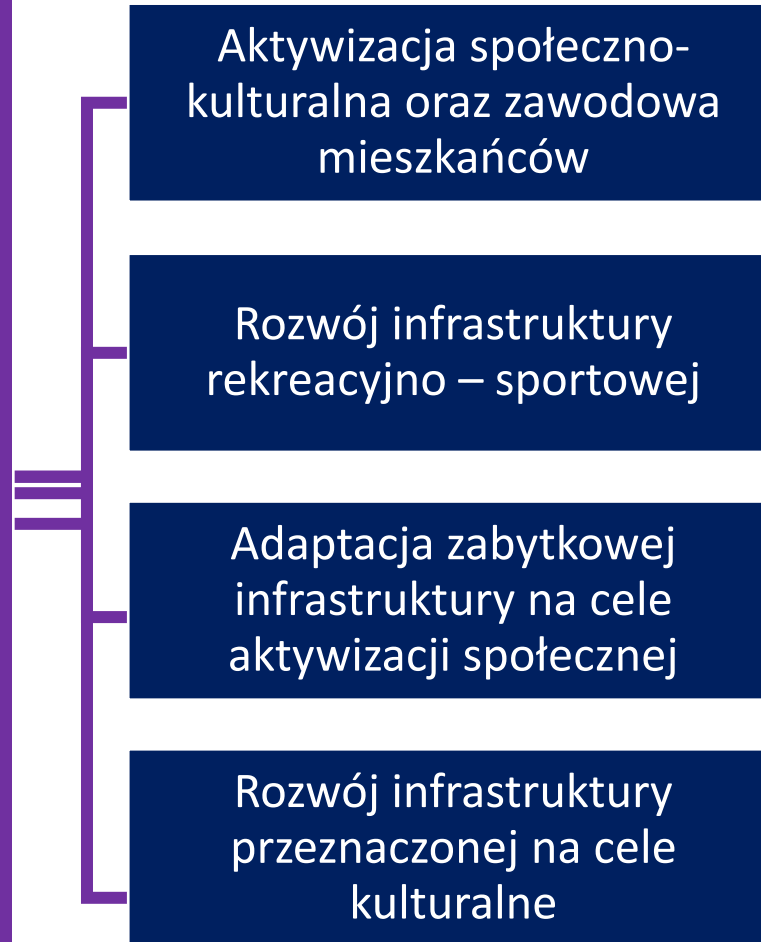 Aktywizacja społeczno-
kulturalna oraz zawodowa
mieszkańców
Rozwój infrastruktury
rekreacyjno – sportowej
Adaptacja zabytkowej
infrastruktury na cele
aktywizacji społecznej
Rozwój infrastruktury
przeznaczonej na cele
kulturalne